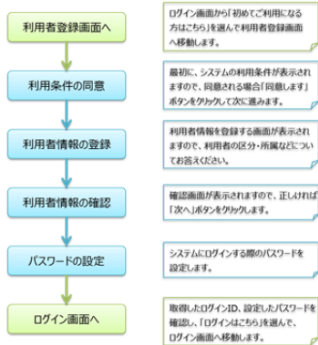 利用者登録画面へ
ログイン画面から「初めてご利用になる
方はこちら」を選んで利用者登録画面
へ移動します。
利用条件の同意
最初に、システムの利用条件が表示され
ますので、同意される場合「同意します」
ボタンをクリックして次に進みます。
利用者情報の登録
利用者情報を登録する画面が表示され
ますので、利用者の区分・所属などについ
てお答えください。
利用者情報の確認
確認画面が表示されますので、正しければ
「次へ」ボタンをクリックします。
パスワードの設定
システムにログインする際のパスワードを
設定します。
ログイン画面へ
取得したログインID、設定したパスワードを
確認し、「ログインはこちら」を選んで、
ログイン画面へ移動します。